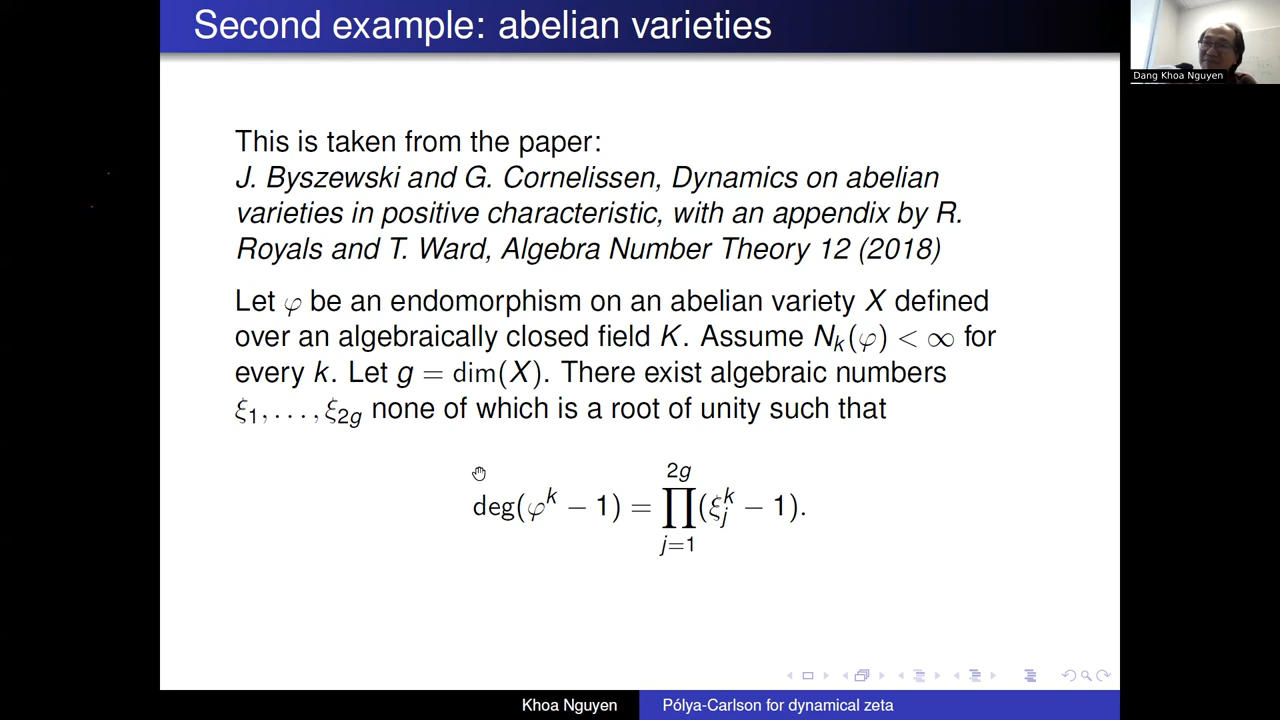 Second example: abelian varieties
Dang Khoa Nguyen
This is taken from the paper:
J. Byszewski and G. Cornelissen, Dynamics on abelian
varieties in positive characteristic, with an appendix by R.
Royals and T. Ward, Algebra Number Theory 12 (2018)
Let φ be an endomorphism on an abelian variety X defined
over an algebraically closed field K. Assume N_k(φ) < ∞ for
every k. Let g = dim(X). There exist algebraic numbers
ξ_1, . . . , ξ_{2g} none of which is a root of unity such that
deg(φ^k − 1) = ∏_{j=1}^{2g} (ξ_j^k − 1).
Khoa Nguyen
Pólya-Carlson for dynamical zeta